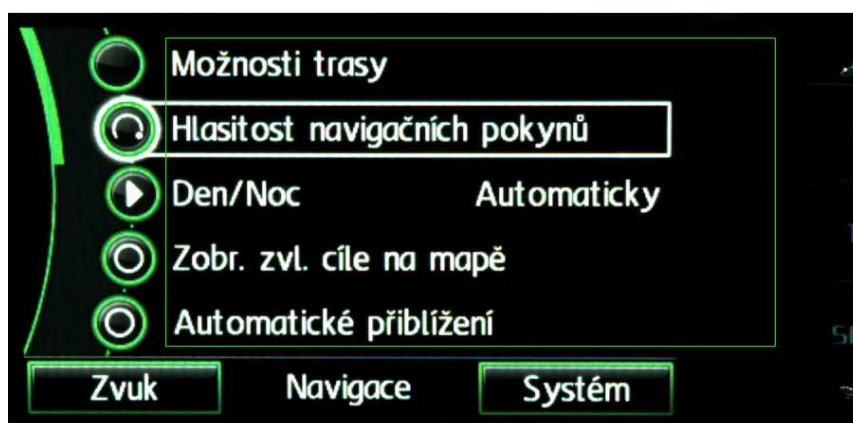 Možnosti trasy
Hlasitost navigačních pokynů
Den/Noc Automaticky
Zobr. zvl. cíle na mapě
Automatické přiblížení
Zvuk Navigace Systém